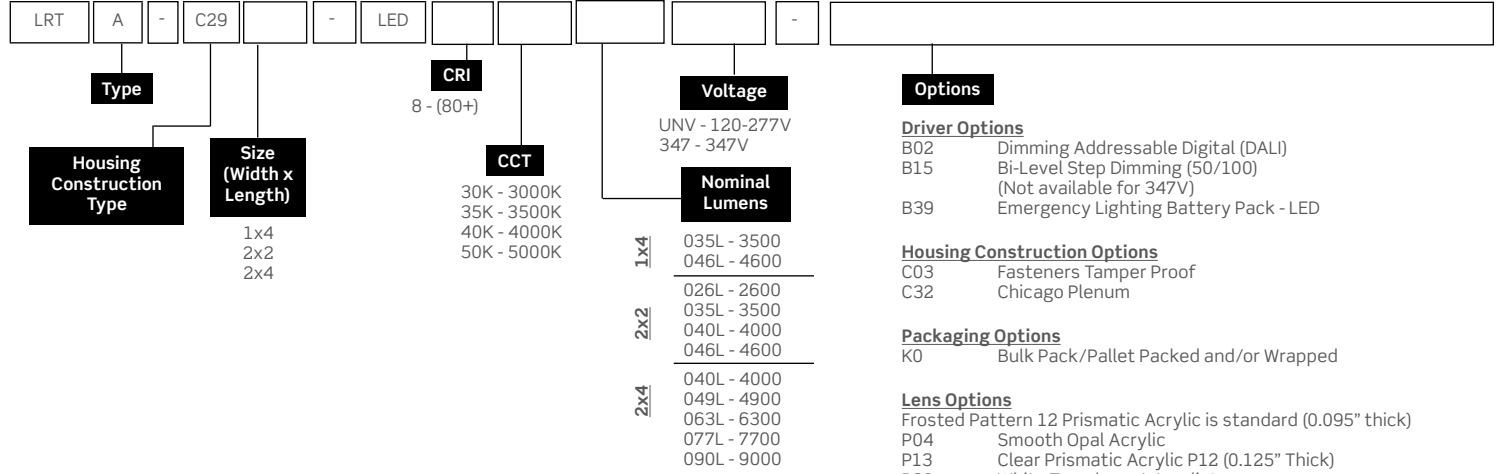 LRT A - C29 - LED -
Type
Housing
Construction
Type
Size
(Width x
Length)
1x4
2x2
2x4
CRI
8 - (80+)
CCT
30K - 3000K
35K - 3500K
40K - 4000K
50K - 5000K
Voltage
UNV - 120-277V
347 - 347V
Nominal
Lumens
1x4
035L - 3500
046L - 4600
2x2
026L - 2600
035L - 3500
040L - 4000
046L - 4600
2x4
040L - 4000
049L - 4900
063L - 6300
077L - 7700
090L - 9000
Options
Driver Options
B02 Dimming Addressable Digital (DALI)
B15 Bi-Level Step Dimming (50/100)
(Not available for 347V)
B39 Emergency Lighting Battery Pack - LED
Housing Construction Options
C03 Fasteners Tamper Proof
C32 Chicago Plenum
Packaging Options
K0 Bulk Pack/Pallet Packed and/or Wrapped
Lens Options
Frosted Pattern 12 Prismatic Acrylic is standard (0.095” thick)
P04 Smooth Opal Acrylic
P13 Clear Prismatic Acrylic P12 (0.125” Thick)